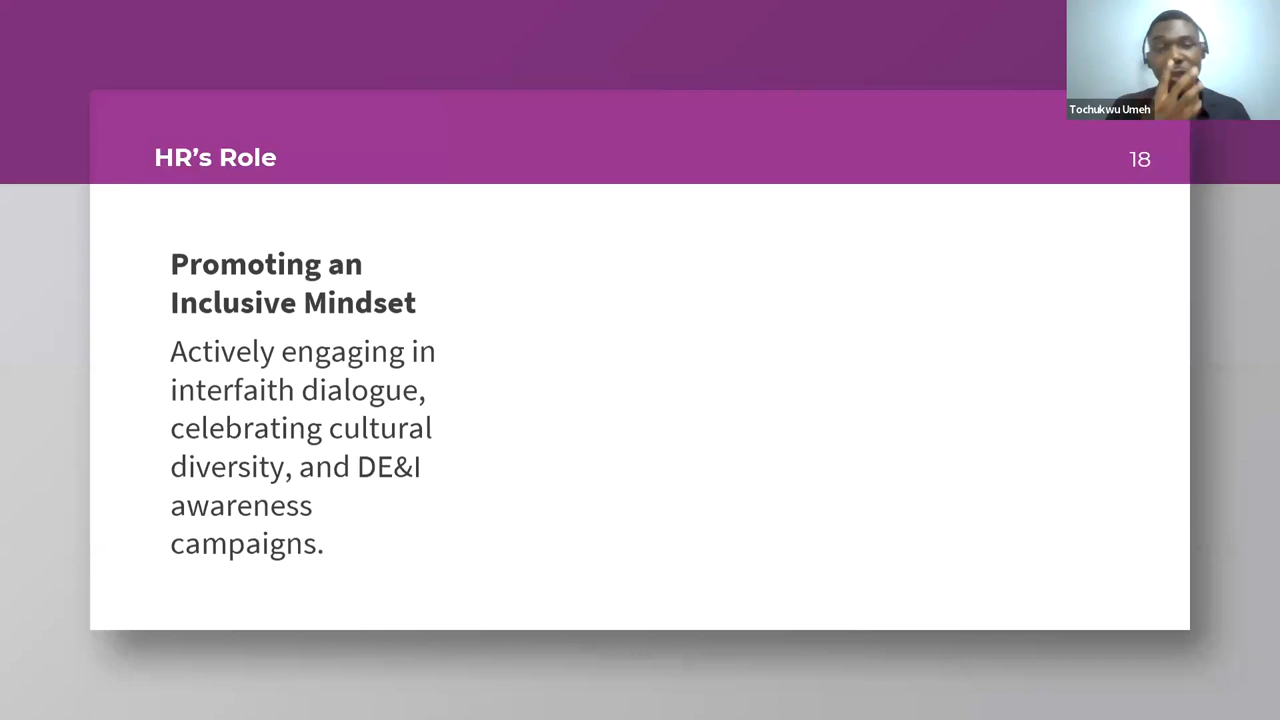 Tochukwu Umeh
HR’s Role
18
Promoting an
Inclusive Mindset
Actively engaging in
interfaith dialogue,
celebrating cultural
diversity, and DE&I
awareness
campaigns.